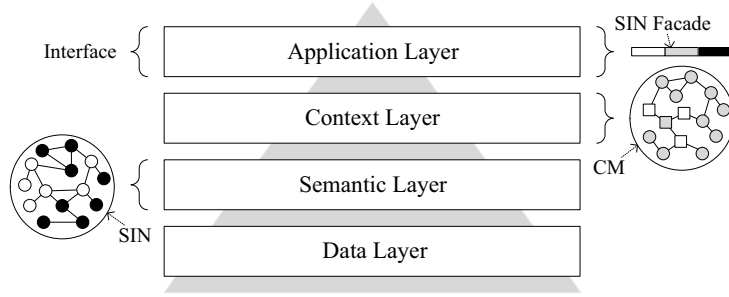 SIN Facade
Interface
Application Layer
Context Layer
CM
Semantic Layer
SIN
Data Layer